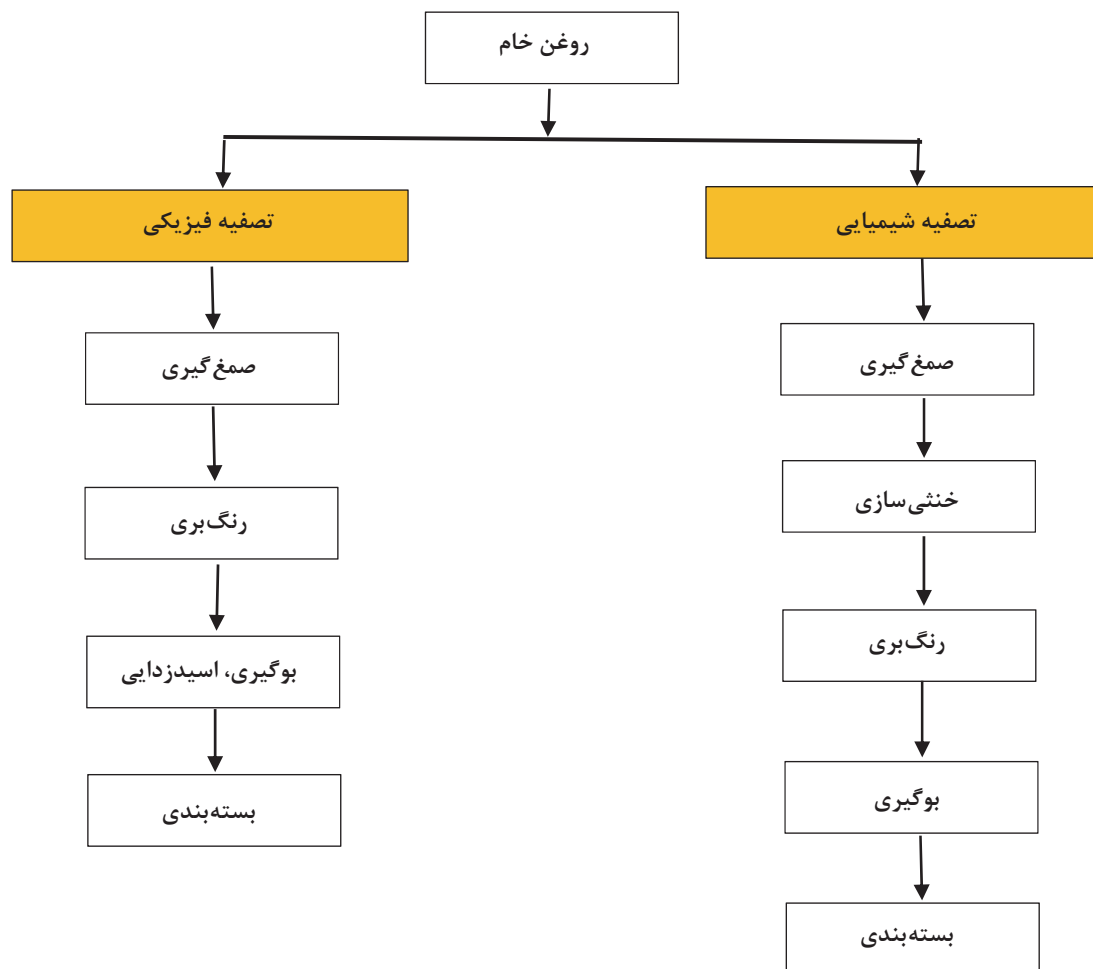 روغن خام
تصفیه شیمیایی
صمغ‌گیری
خنثی‌سازی
رنگ‌بری
بوگیری
بسته‌بندی
تصفیه فیزیکی
صمغ‌گیری
رنگ‌بری
بوگیری، اسیدزدایی
بسته‌بندی